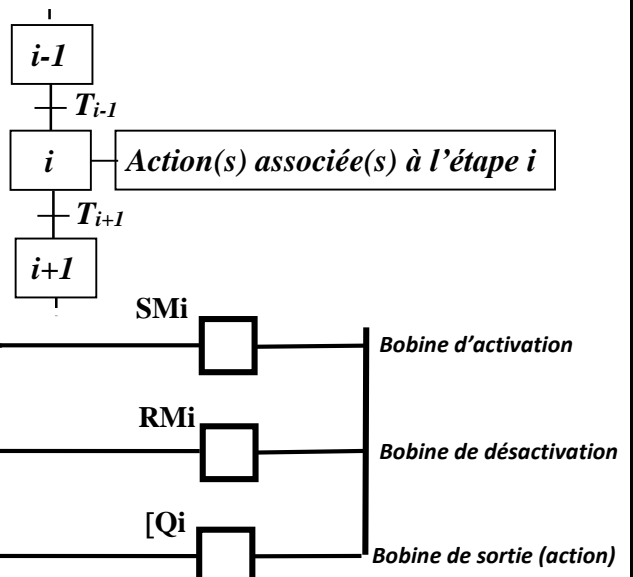 i-1
Ti-1
i
Action(s) associée(s) à l'étape i
Ti+1
i+1
SMi
Bobine d'activation
RMi
Bobine de désactivation
[Qi
Bobine de sortie (action)